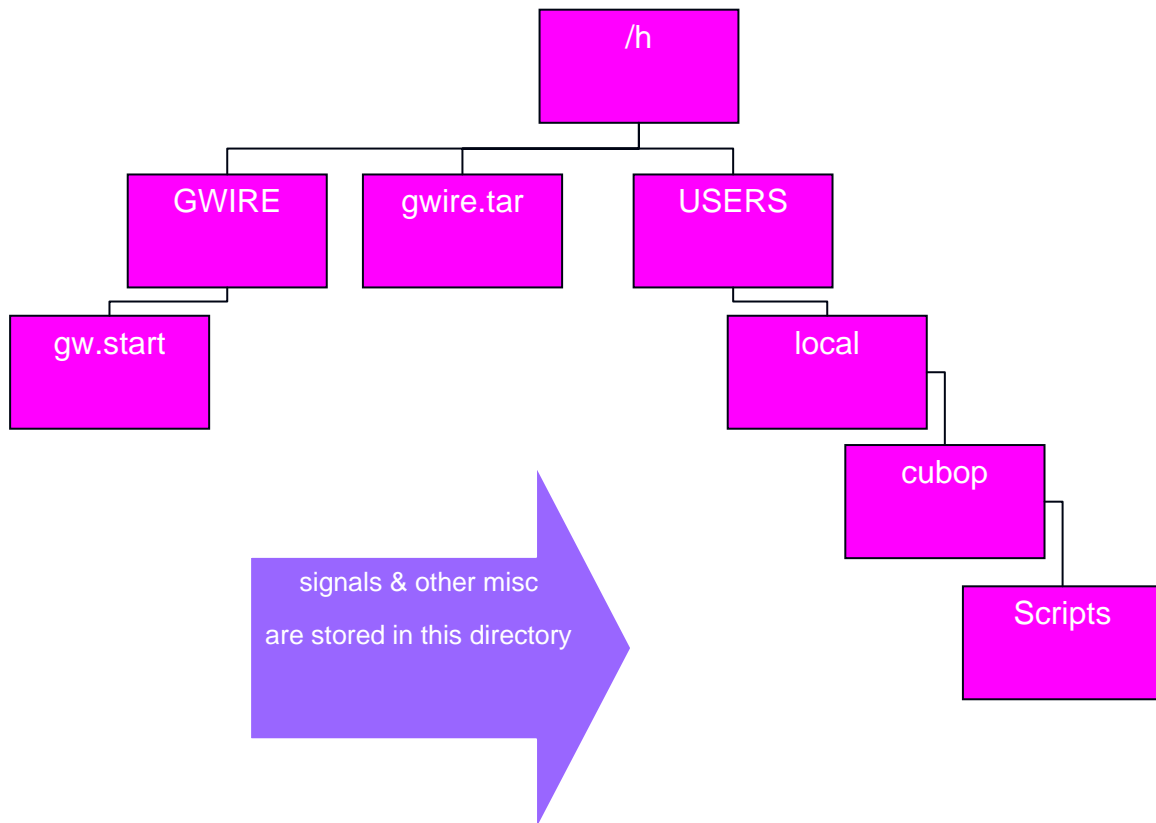 /h
GWIRE
gwire.tar
USERS
gw.start
local
cubop
signals & other misc
are stored in this directory
Scripts